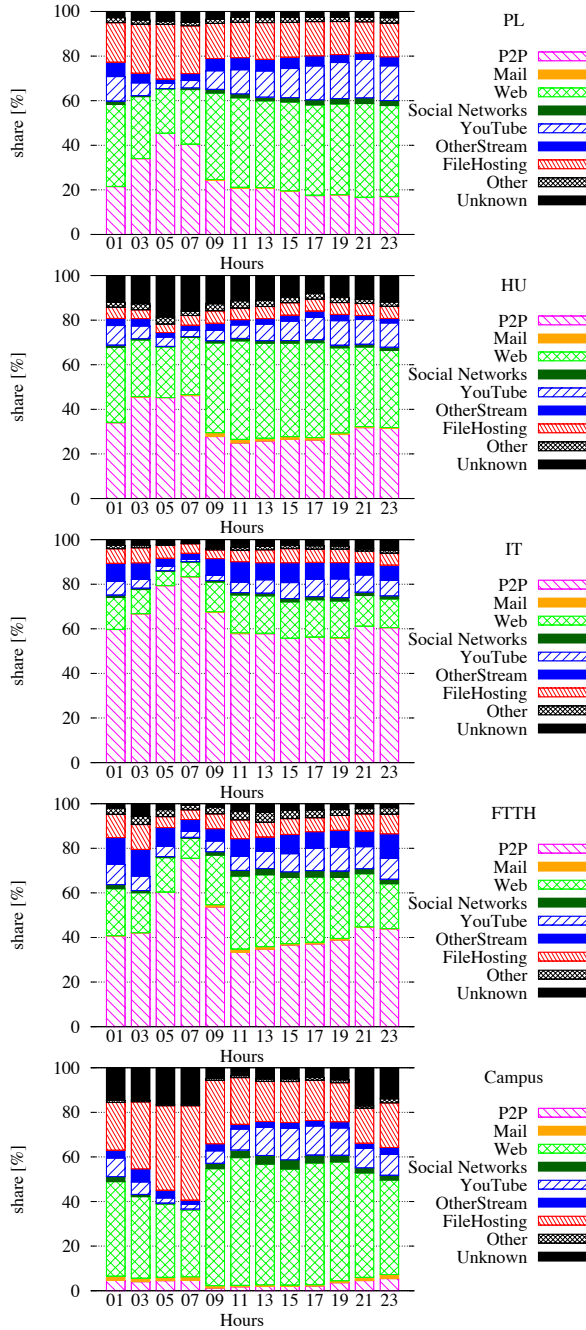 PL
share [%]
100
80
60
40
20
0
01 03 05 07 09 11 13 15 17 19 21 23
Hours
P2P
Mail
Web
Social Networks
YouTube
OtherStream
FileHosting
Other
Unknown
HU
share [%]
100
80
60
40
20
0
01 03 05 07 09 11 13 15 17 19 21 23
Hours
P2P
Mail
Web
Social Networks
YouTube
OtherStream
FileHosting
Other
Unknown
IT
share [%]
100
80
60
40
20
0
01 03 05 07 09 11 13 15 17 19 21 23
Hours
P2P
Mail
Web
Social Networks
YouTube
OtherStream
FileHosting
Other
Unknown
FTTH
share [%]
100
80
60
40
20
0
01 03 05 07 09 11 13 15 17 19 21 23
Hours
P2P
Mail
Web
Social Networks
YouTube
OtherStream
FileHosting
Other
Unknown
Campus
share [%]
100
80
60
40
20
0
01 03 05 07 09 11 13 15 17 19 21 23
Hours
P2P
Mail
Web
Social Networks
YouTube
OtherStream
FileHosting
Other
Unknown